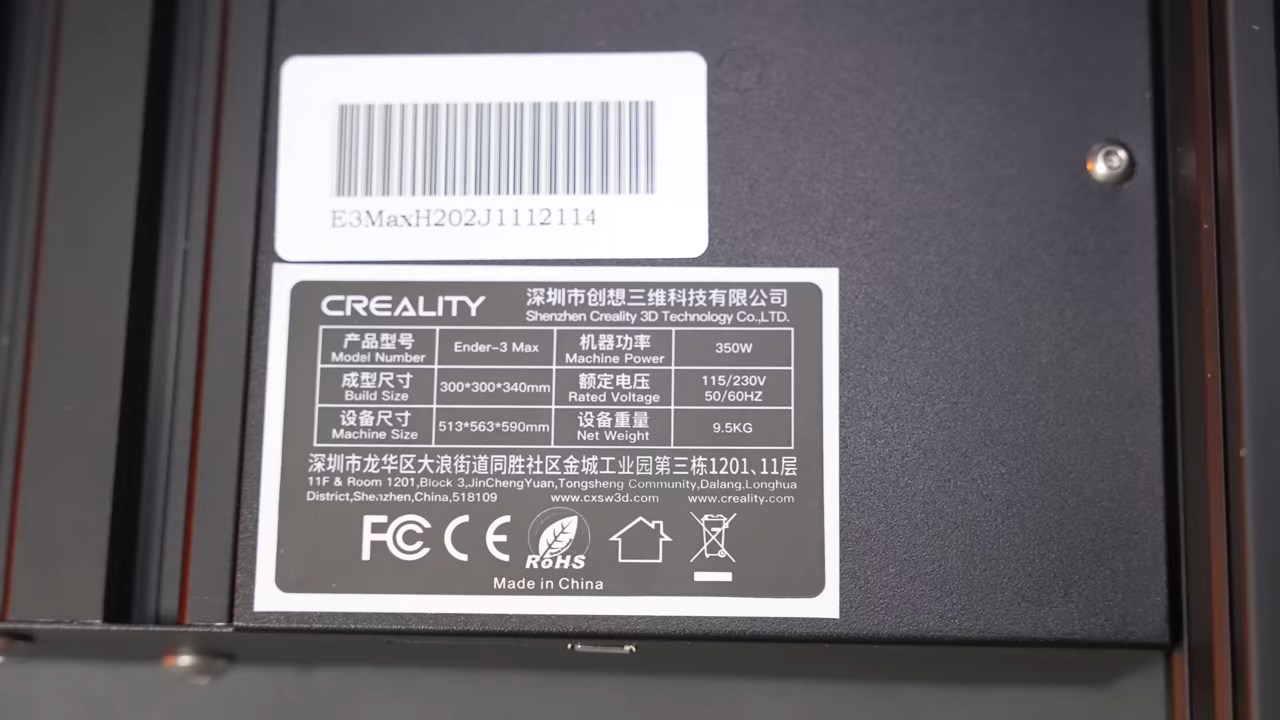 E3MaxH202J1112114
CREALITY
深圳市创想三维科技有限公司
Shenzhen Creality 3D Technology Co.,LTD.
产品型号 Ender-3 Max 机器功率 350W
Model Number Machine Power
成型尺寸 300*300*340mm 额定电压 115/230V
Build Size Rated Voltage 50/60HZ
设备尺寸 513*563*590mm 设备重量 9.5KG
Machine Size Net Weight
深圳市龙华区大浪街道同胜社区金城工业园第三栋1201、11层
11F & Room 1201,Block 3,JinChengYuan,Tongsheng Community,Dalang,Longhua
District,Shenzhen,China,518109 www.cxsw3d.com www.creality.com
FC CE RoHS
Made in China